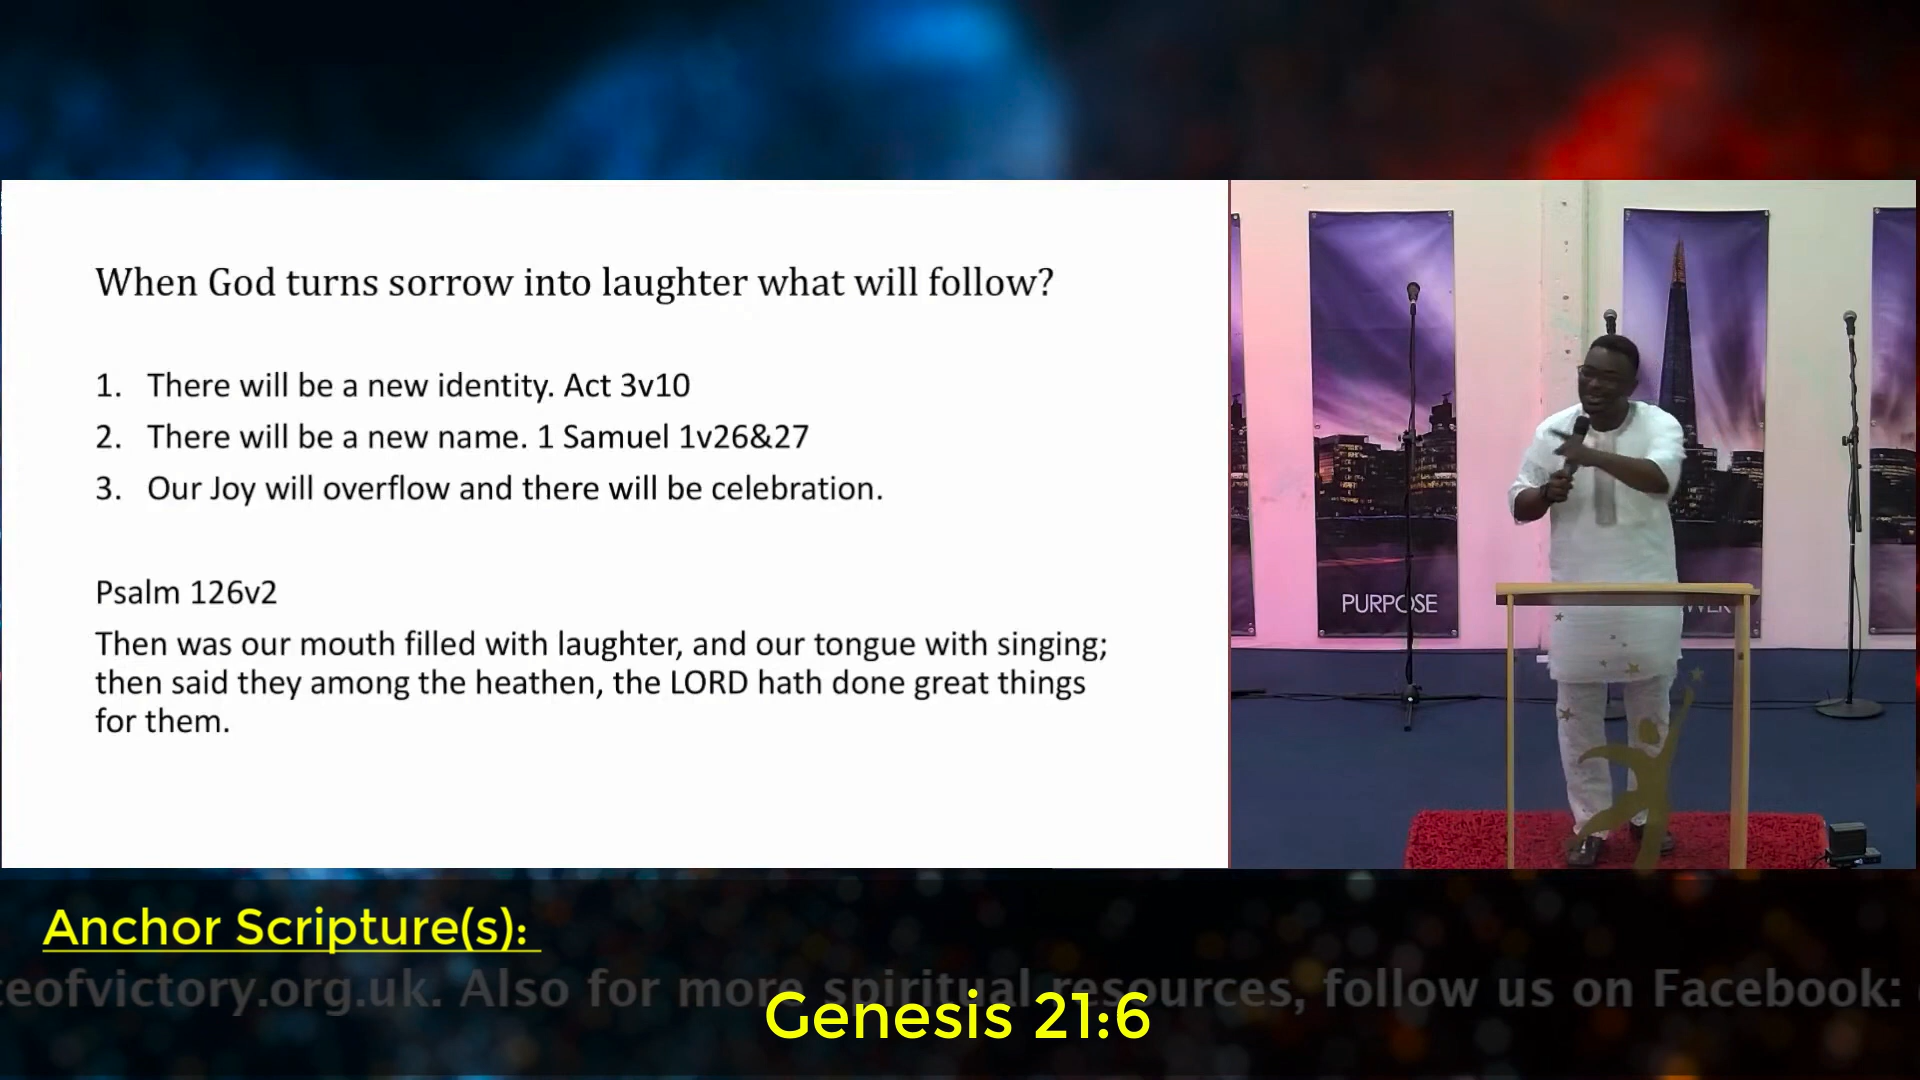 When God turns sorrow into laughter what will follow?
1. There will be a new identity. Act 3v10
2. There will be a new name. 1 Samuel 1v26&27
3. Our Joy will overflow and there will be celebration.
Psalm 126v2
Then was our mouth filled with laughter, and our tongue with singing;
then said they among the heathen, the LORD hath done great things
for them.
PURPOSE
Anchor Scripture(s):
eofvictory.org.uk. Also for more spiritual resources, follow us on Facebook:
Genesis 21:6